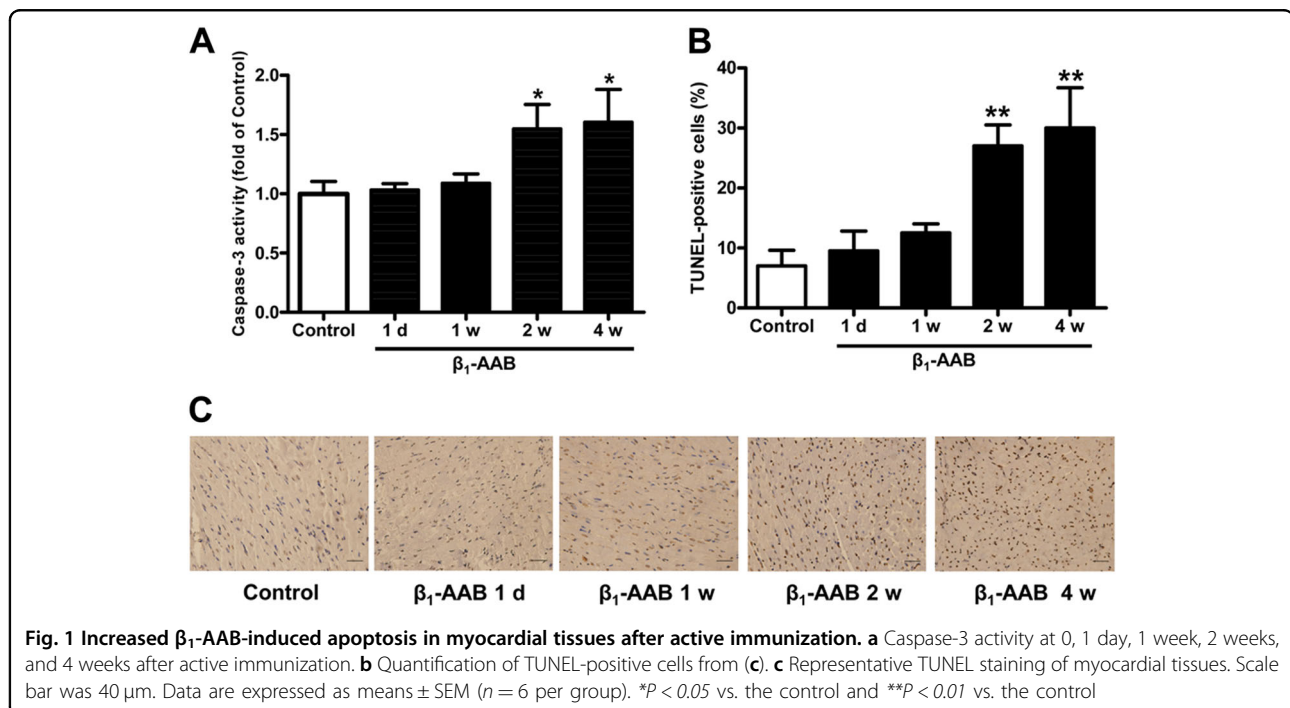 A
Caspase-3 activity (fold of Control)
2.0
1.5
1.0
0.5
0.0
*
*
Control 1 d 1 w 2 w 4 w
β₁-AAB
B
TUNEL-positive cells (%)
40
30
20
10
0
**
**
Control 1 d 1 w 2 w 4 w
β₁-AAB
C
Control β₁-AAB 1 d β₁-AAB 1 w β₁-AAB 2 w β₁-AAB 4 w
Fig. 1 Increased β₁-AAB-induced apoptosis in myocardial tissues after active immunization. a Caspase-3 activity at 0, 1 day, 1 week, 2 weeks,
and 4 weeks after active immunization. b Quantification of TUNEL-positive cells from (c). c Representative TUNEL staining of myocardial tissues. Scale
bar was 40 μm. Data are expressed as means ± SEM (n = 6 per group). *P < 0.05 vs. the control and **P < 0.01 vs. the control